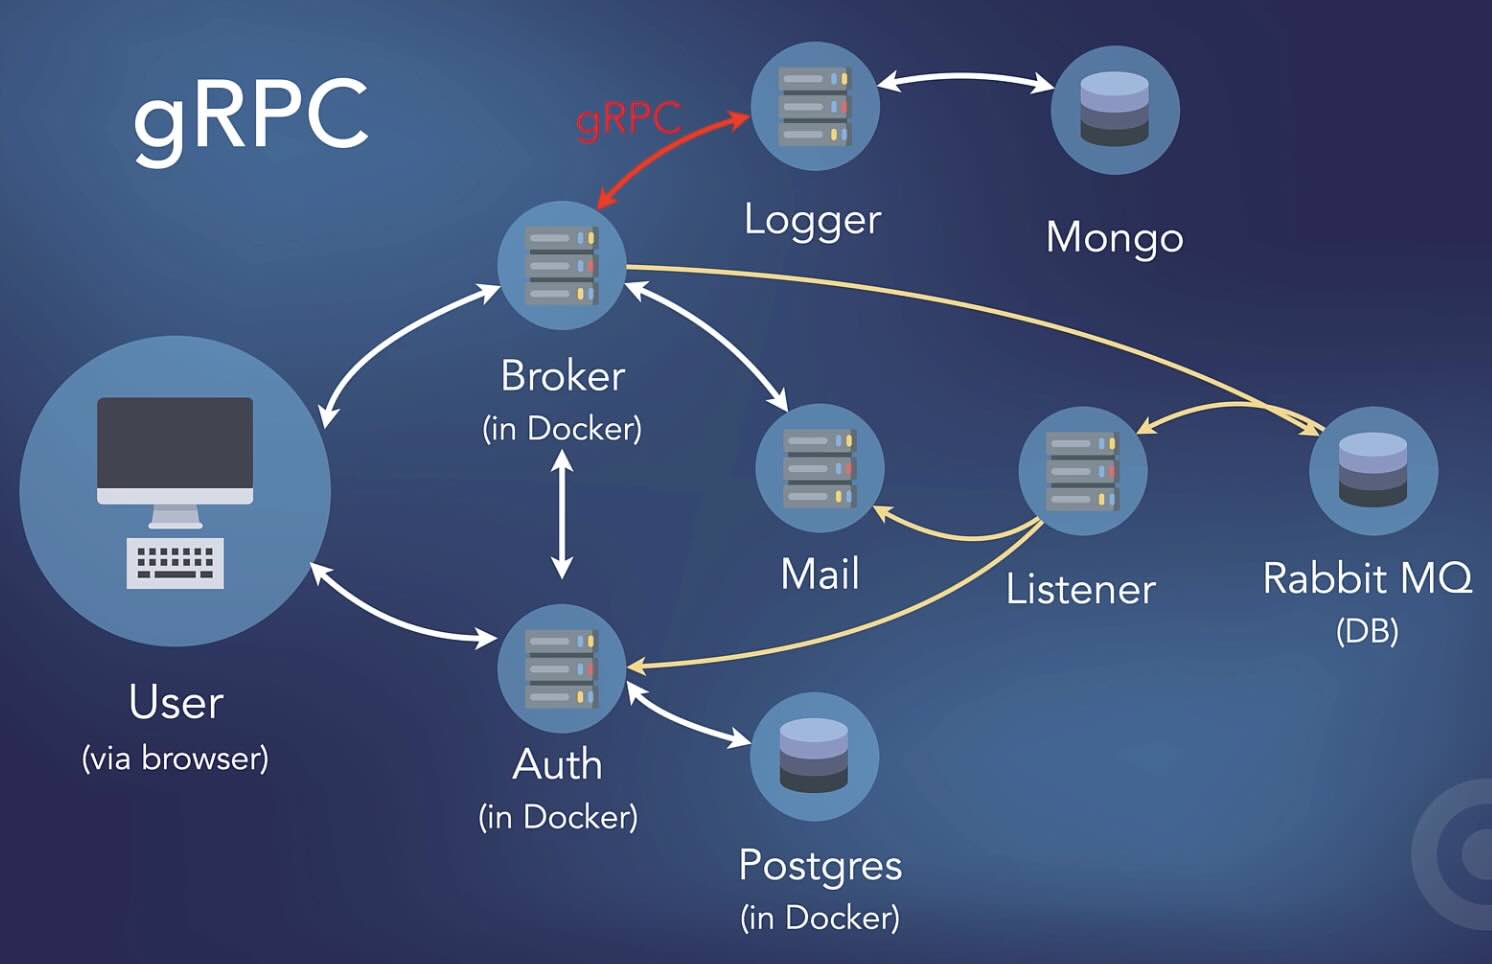 gRPC
gRPC
Logger
Mongo
Broker
(in Docker)
Mail
Listener
Rabbit MQ
(DB)
User
(via browser)
Auth
(in Docker)
Postgres
(in Docker)